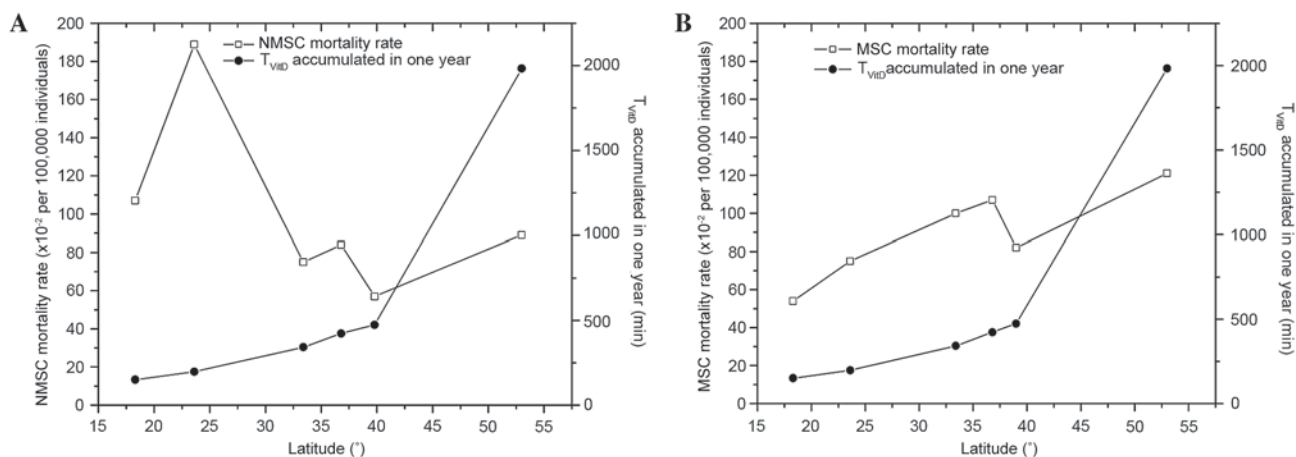 A
NMSC mortality rate
T_VitD accumulated in one year
NMSC mortality rate (x10⁻² per 100,000 individuals)
200
180
160
140
120
100
80
60
40
20
0
2000
1500
1000
500
0
T_VitD accumulated in one year (min)
15 20 25 30 35 40 45 50 55
Latitude (˚)
B
MSC mortality rate
T_VitD accumulated in one year
MSC mortality rate (x10⁻² per 100,000 individuals)
200
180
160
140
120
100
80
60
40
20
0
2000
1500
1000
500
0
T_VitD accumulated in one year (min)
15 20 25 30 35 40 45 50 55
Latitude (˚)